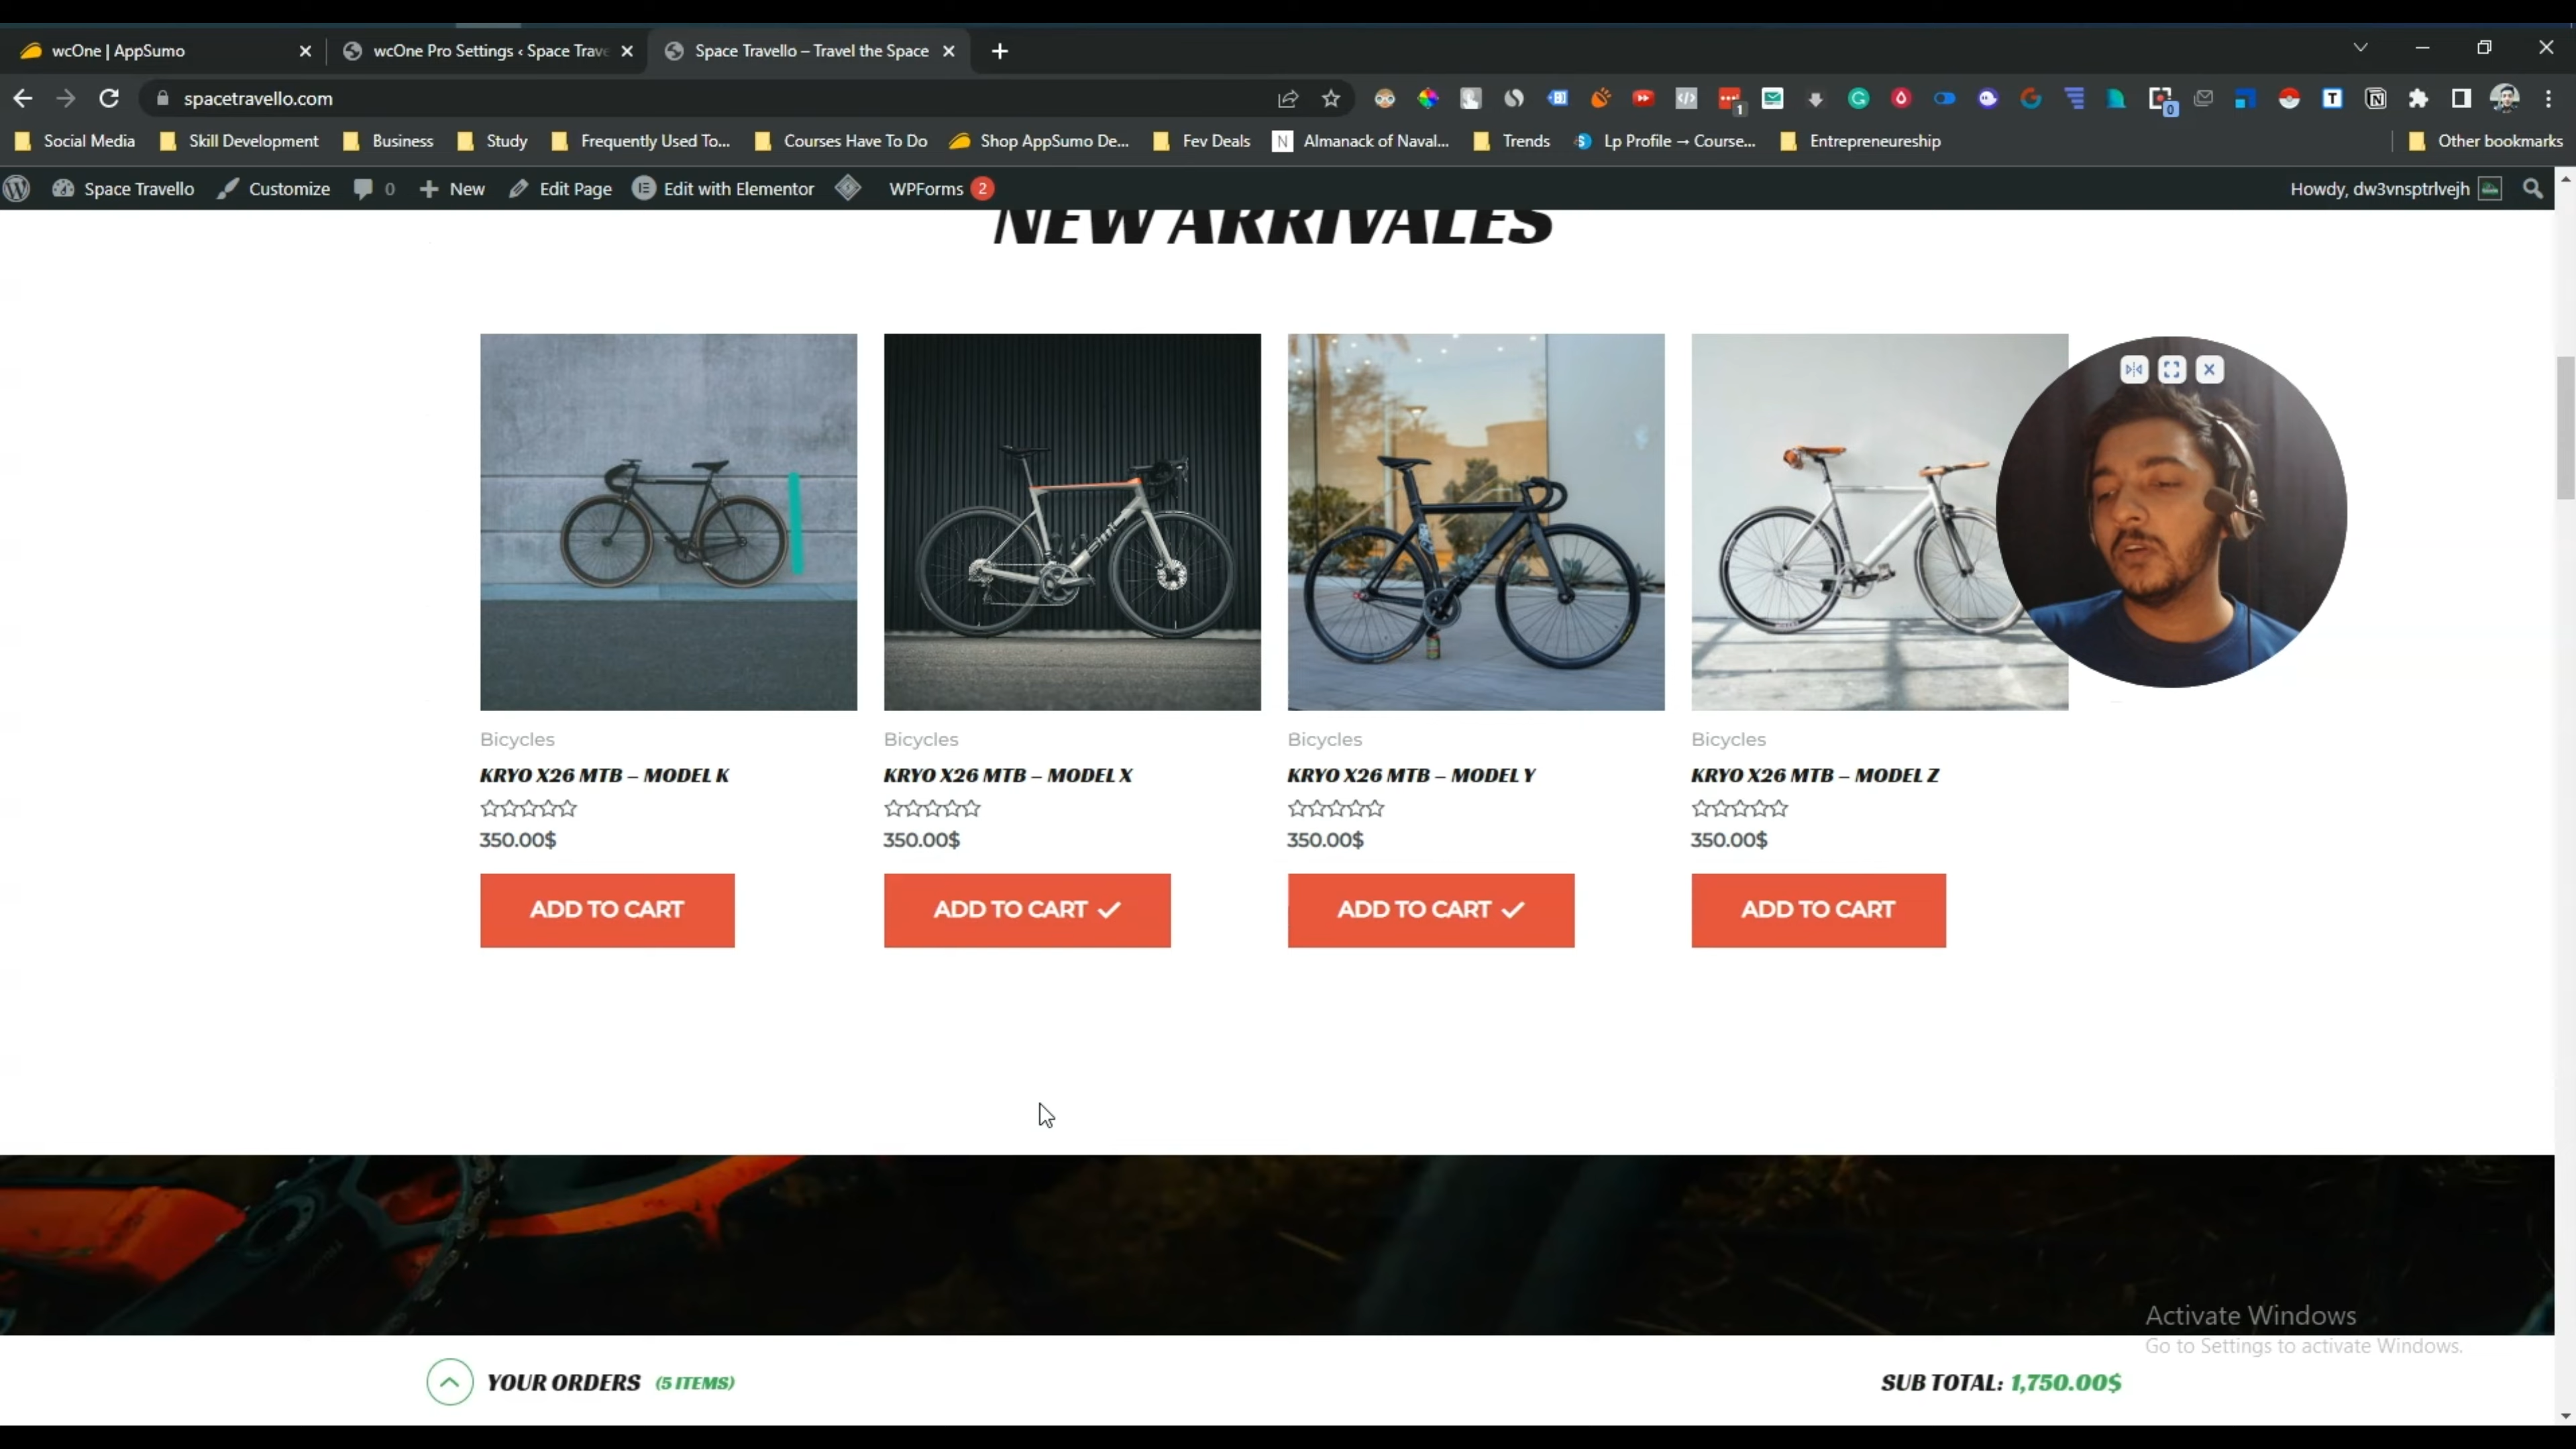 wcOne | AppSumo
wcOne Pro Settings ‹ Space Trave
Space Travello – Travel the Space
spacetravello.com
1
0
Social Media
Skill Development
Business
Study
Frequently Used To...
Courses Have To Do
Shop AppSumo De...
Fev Deals
N Almanack of Naval...
Trends
Lp Profile → Course...
Entrepreneureship
Other bookmarks
Space Travello
Customize
0
New
Edit Page
Edit with Elementor
WPForms 2
Howdy, dw3vnsptrlvejh
NEW ARRIVALES
Bicycles
KRYO X26 MTB – MODEL K
350.00$
ADD TO CART
Bicycles
KRYO X26 MTB – MODEL X
350.00$
ADD TO CART
Bicycles
KRYO X26 MTB – MODEL Y
350.00$
ADD TO CART
Bicycles
KRYO X26 MTB – MODEL Z
350.00$
ADD TO CART
Activate Windows
Go to Settings to activate Windows.
YOUR ORDERS (5 ITEMS)
SUB TOTAL: 1,750.00$